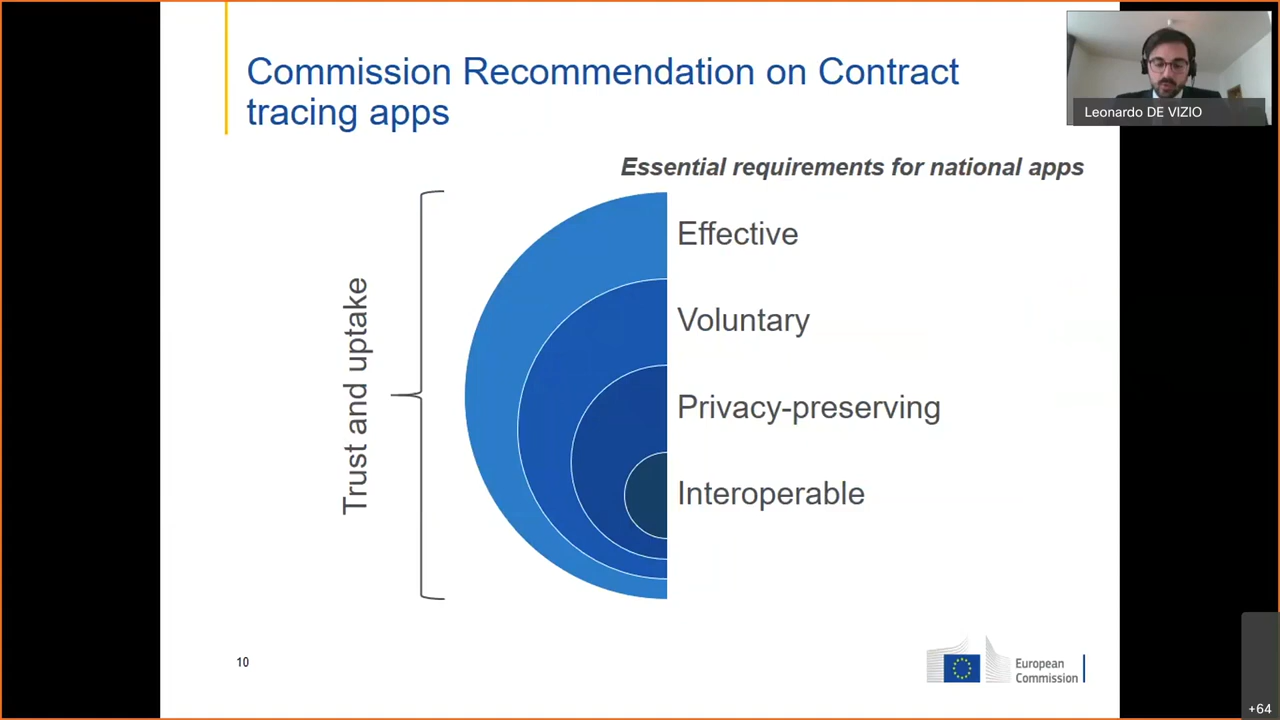 Commission Recommendation on Contract
tracing apps
Leonardo DE VIZIO
Essential requirements for national apps
Trust and uptake
Effective
Voluntary
Privacy-preserving
Interoperable
10
European
Commission
+64